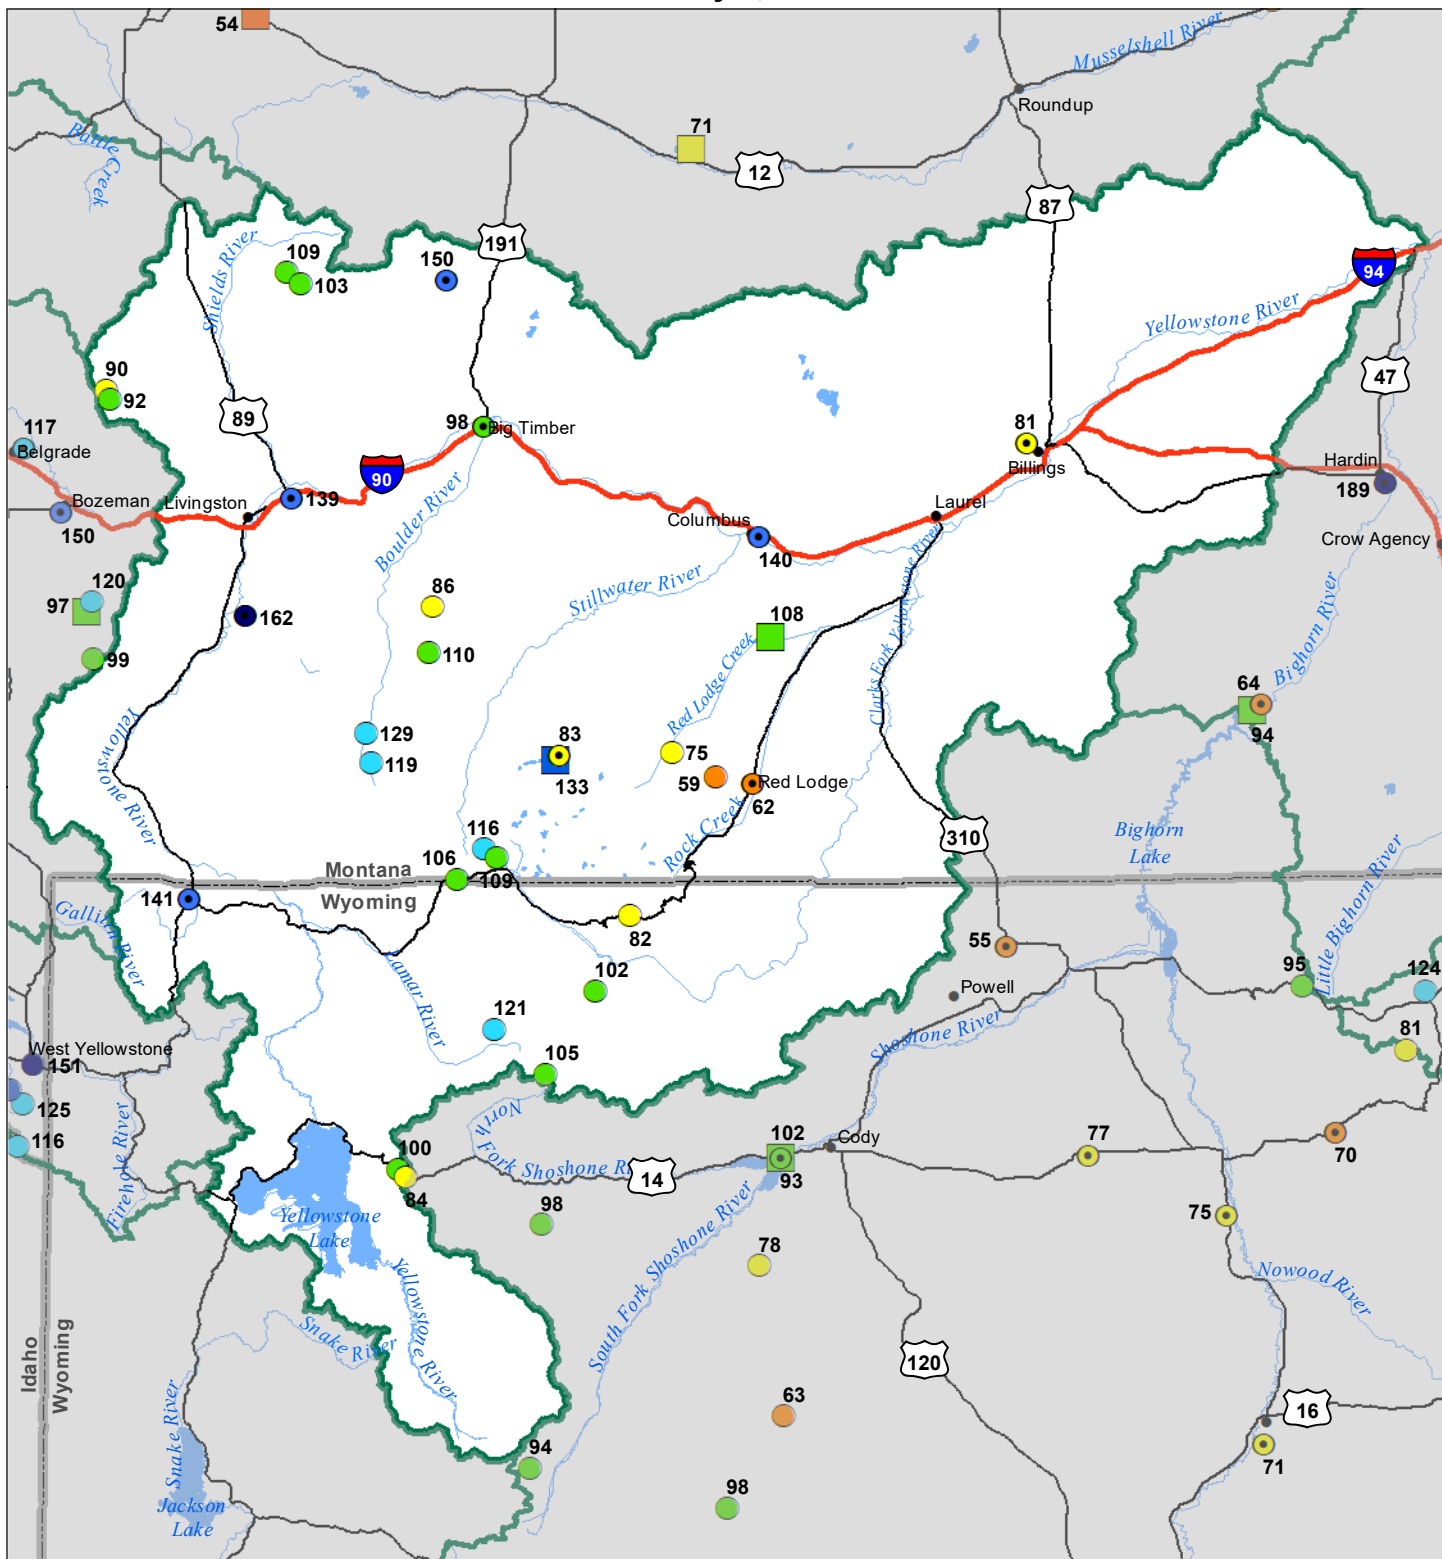 54
Musselshell River
Roundup
71
12
Battle
Creek
87
191
109
103
150
Shields River
94
Yellowstone River
47
90
92
89
117
Belgrade
98
Big Timber
81
Billings
Hardin
189
90
Bozeman
Livingston
139
150
Boulder River
Columbus
140
Laurel
Crow Agency
120
97
99
162
86
110
Stillwater River
108
Red Lodge Creek
Clarks Fork Yellowstone River
Bighorn River
64
94
Yellowstone River
129
119
83
133
75
59
Red Lodge
62
Rock Creek
310
Bighorn
Lake
116
106
109
Montana
Wyoming
141
Gallitin River
82
Little Bighorn River
55
Powell
95
124
102
Lamar River
121
105
Shoshone River
81
West Yellowstone
151
125
116
Firehole River
North
Fork Shoshone R
100
84
14
102
93
Cody
77
70
98
75
Yellowstone
Lake
78
South Fork Shoshone River
Nowood River
Yellowstone River
Snake River
Idaho
Wyoming
120
16
63
71
Snake River
94
98
Jackson
Lake